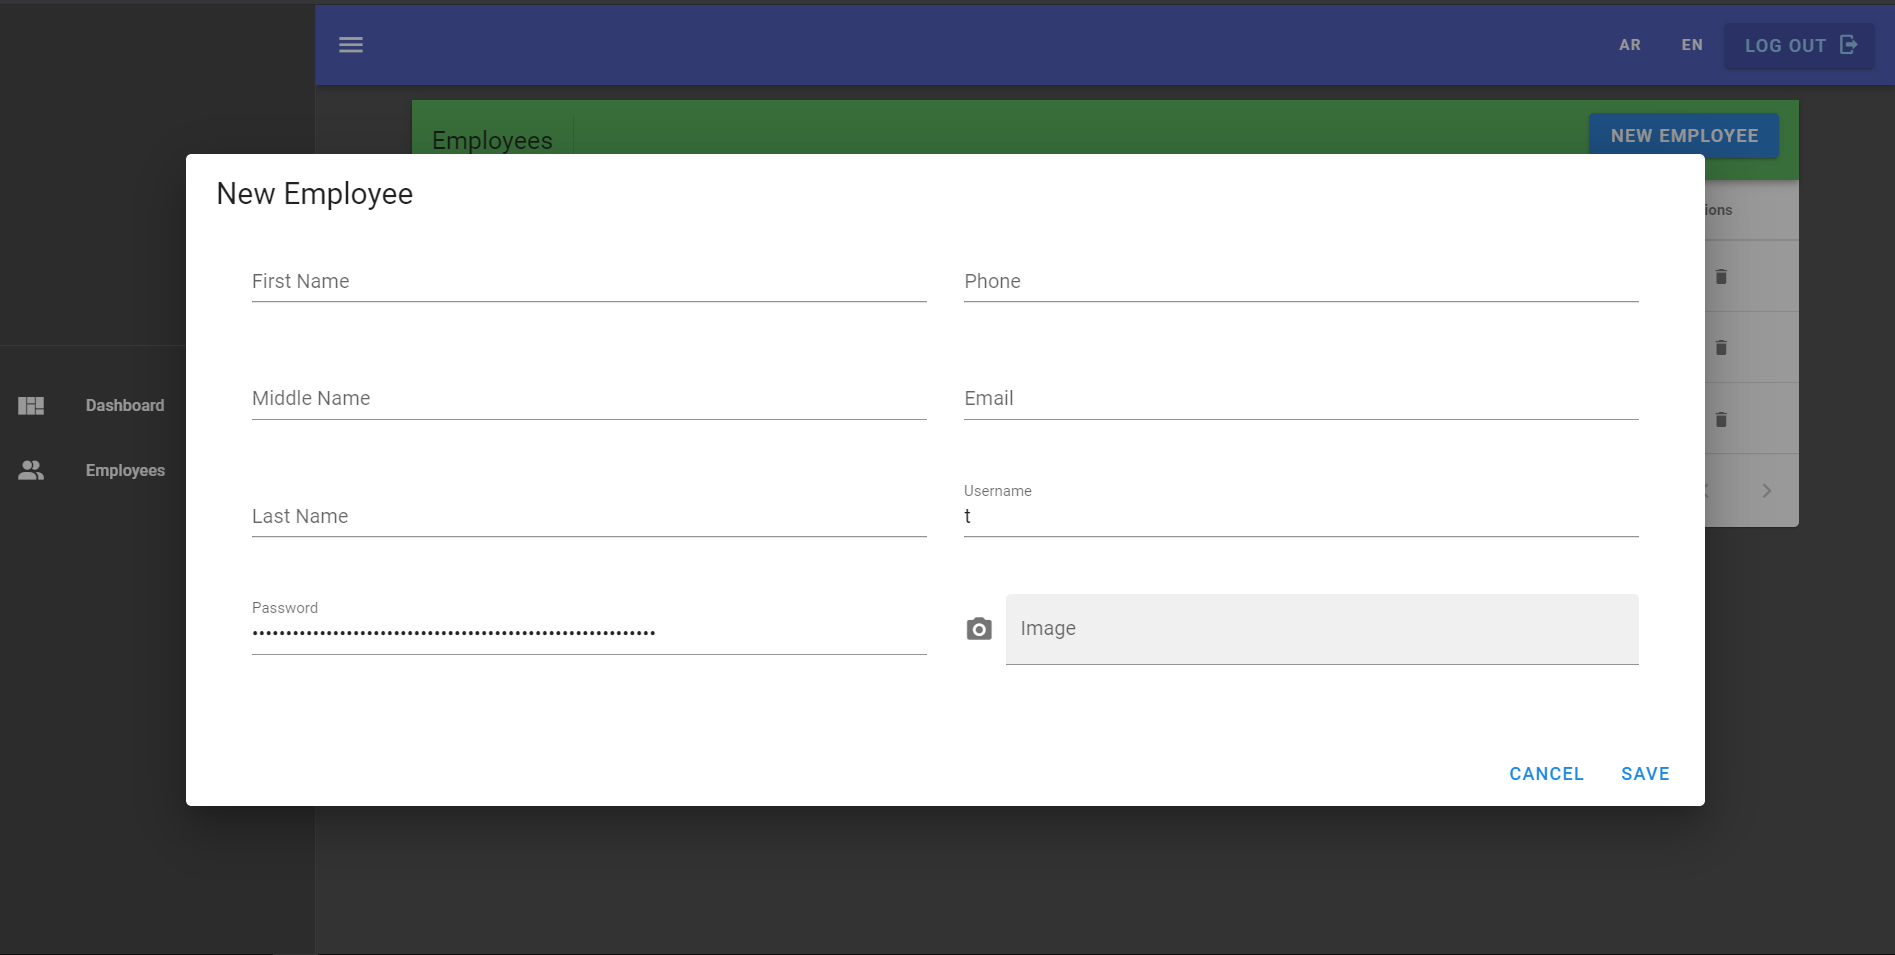 AR EN LOG OUT
Employees
NEW EMPLOYEE
New Employee
First Name
Phone
Middle Name
Email
Last Name
Username
t
Password
Image
CANCEL SAVE
Dashboard
Employees